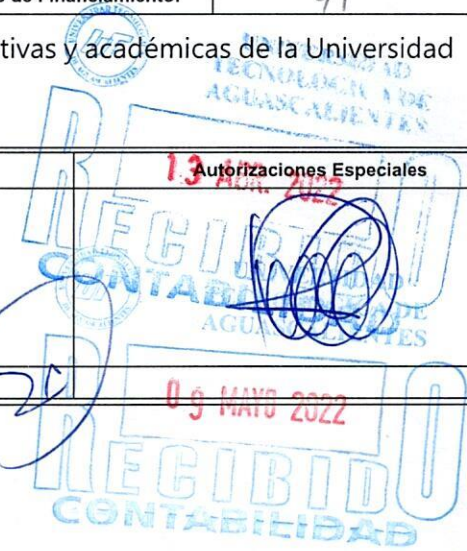 de Financiamiento.
tivas y académicas de la Universidad
UNIVERSIDAD
TECNOLOGICA DE
AGUASCALIENTES
13 ABR. 2022
Autorizaciones Especiales
RECIBIDO
CONTABILIDAD
AGUASCALIENTES
09 MAYO 2022
RECIBIDO
CONTABILIDAD